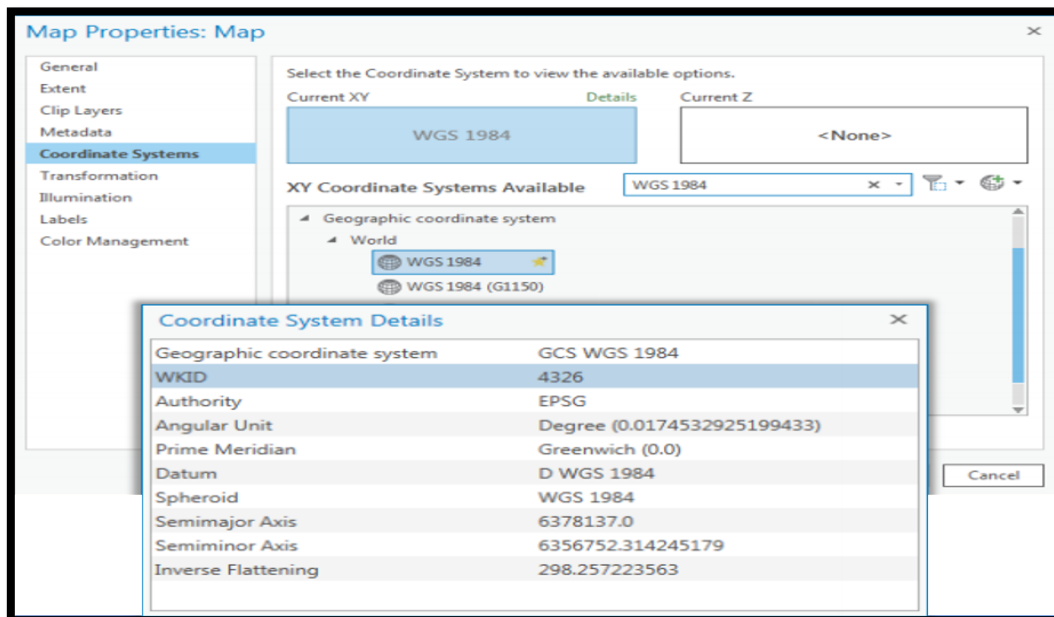 Map Properties: Map
General
Extent
Clip Layers
Metadata
Coordinate Systems
Transformation
Illumination
Labels
Color Management
Select the Coordinate System to view the available options.
Current XY Details Current Z
WGS 1984 <None>
XY Coordinate Systems Available WGS 1984
Geographic coordinate system
World
WGS 1984
WGS 1984 (G1150)
Cancel
Coordinate System Details
Geographic coordinate system GCS WGS 1984
WKID 4326
Authority EPSG
Angular Unit Degree (0.0174532925199433)
Prime Meridian Greenwich (0.0)
Datum D WGS 1984
Spheroid WGS 1984
Semimajor Axis 6378137.0
Semiminor Axis 6356752.314245179
Inverse Flattening 298.257223563